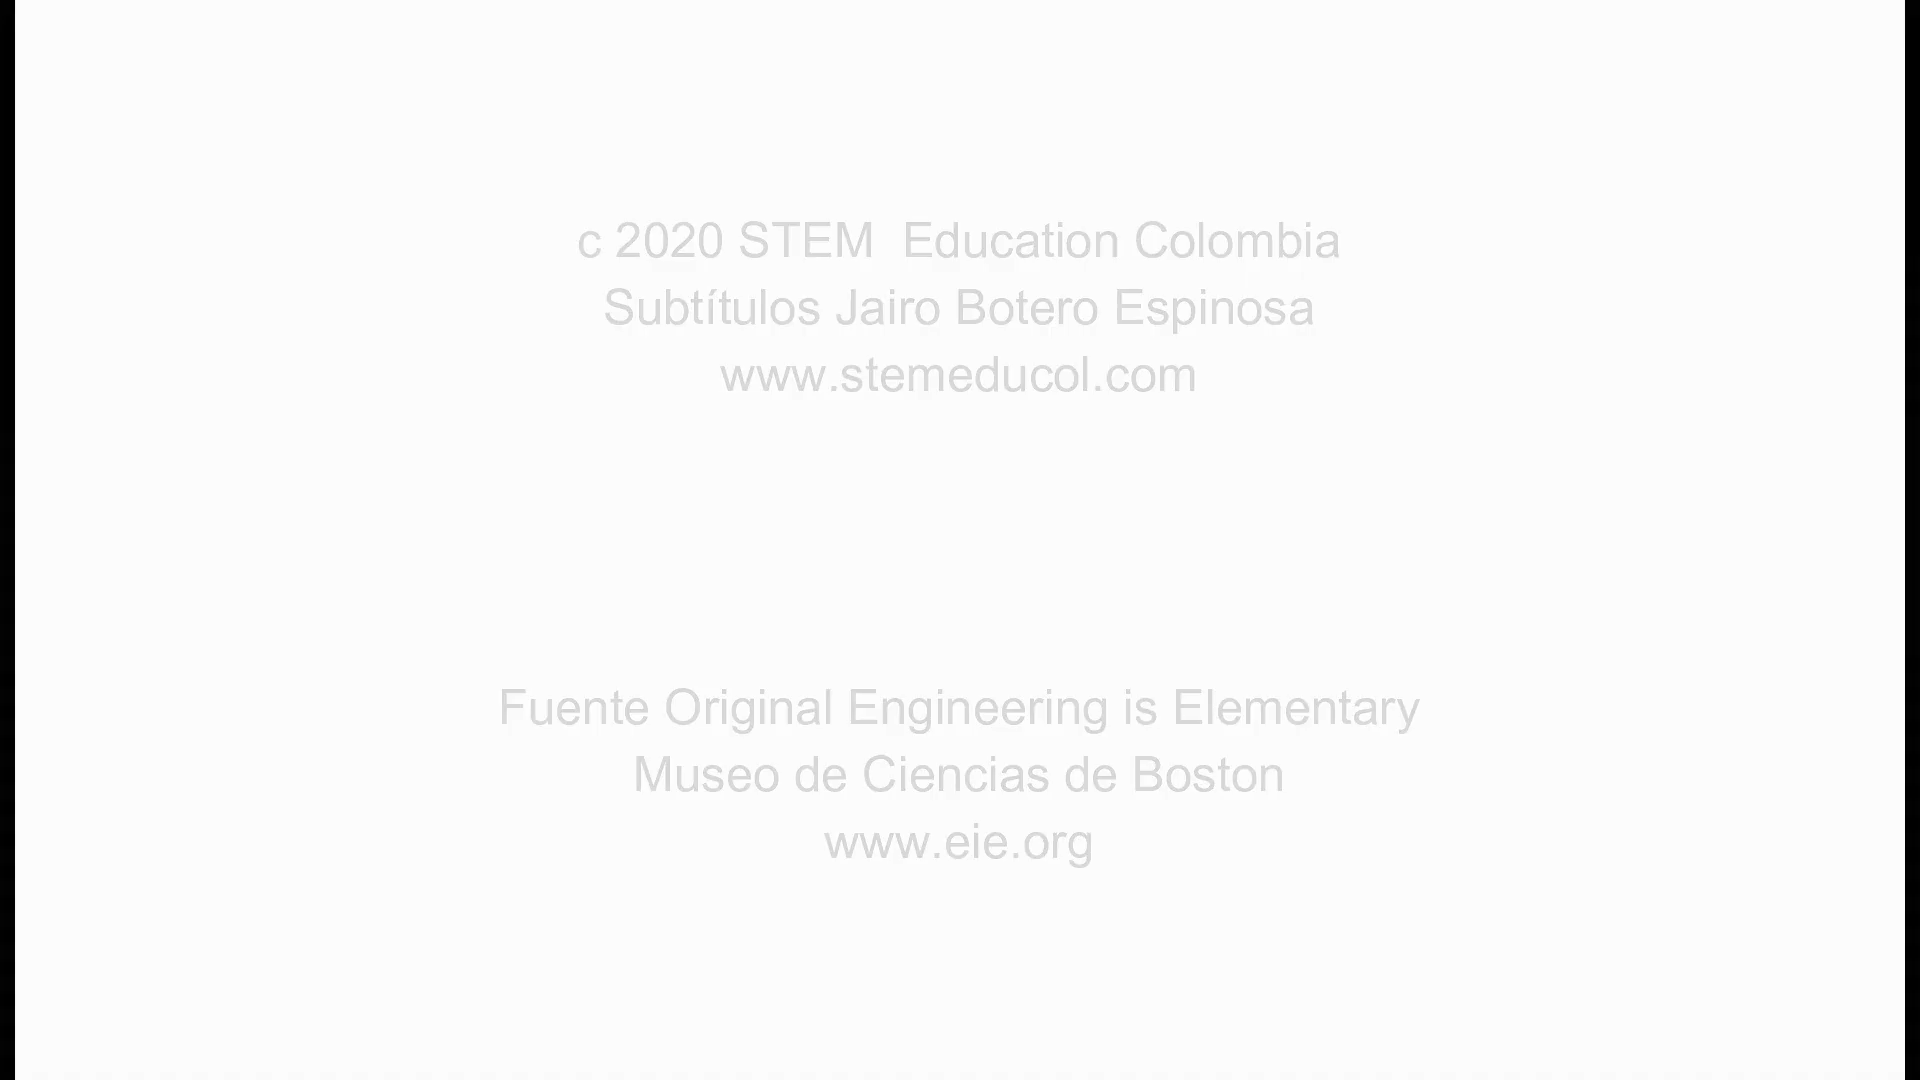 c 2020 STEM  Education Colombia
Subtítulos Jairo Botero Espinosa
www.stemeducol.com
Fuente Original Engineering is Elementary
Museo de Ciencias de Boston
www.eie.org